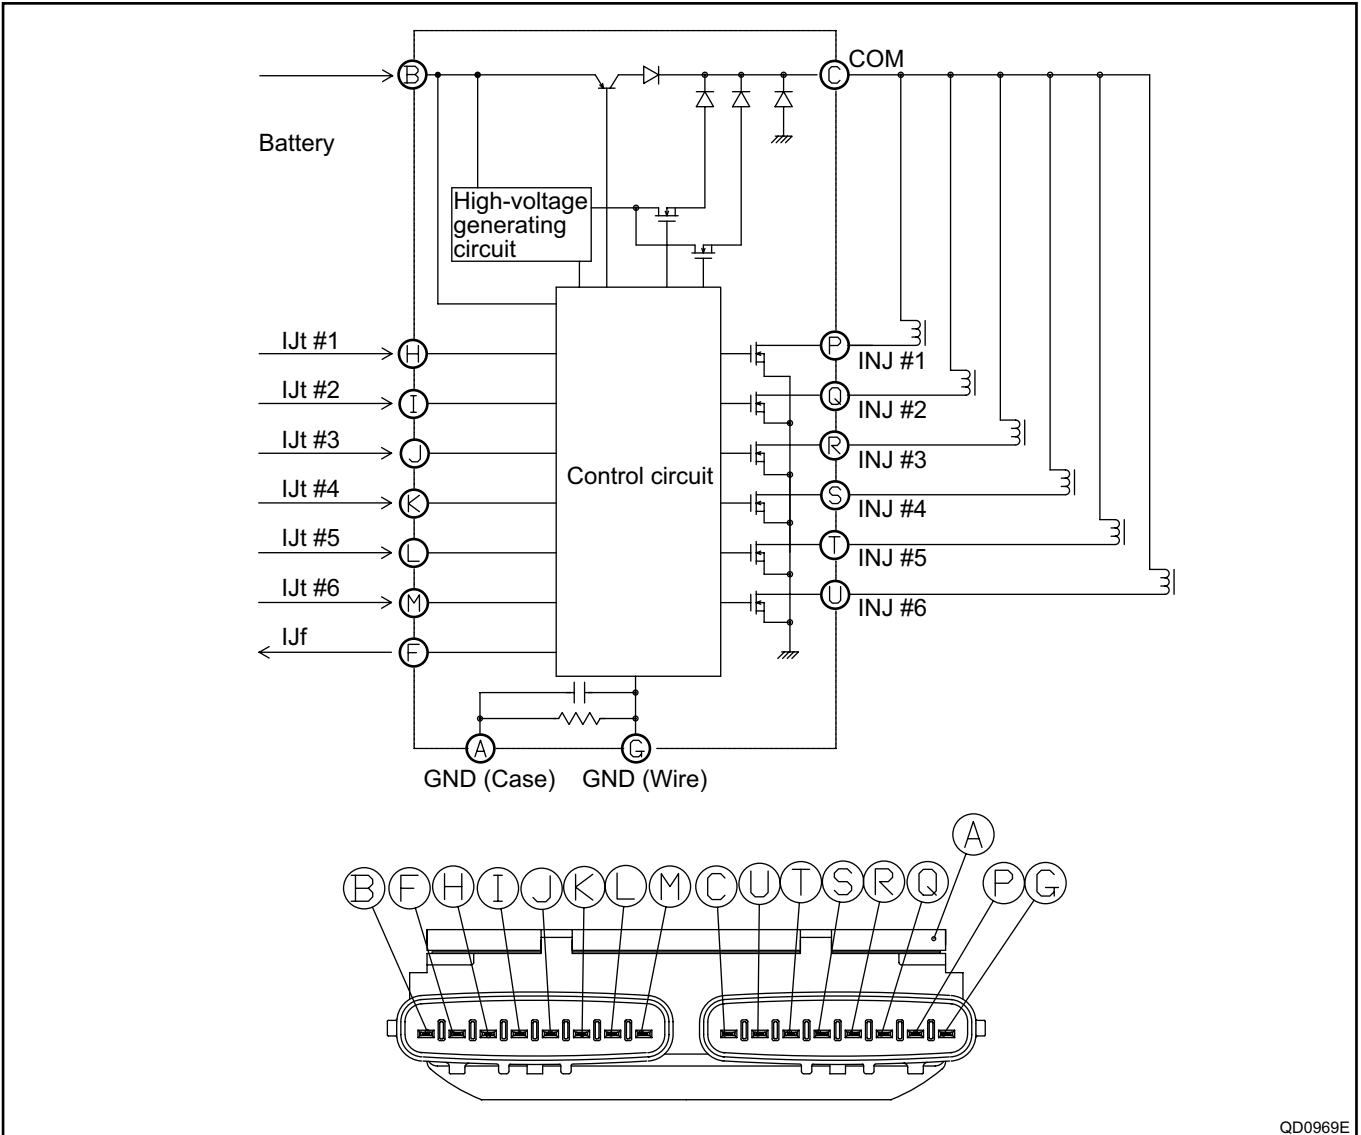 B
C
COM
Battery
High-voltage
generating
circuit
IJt #1
H
P
INJ #1
IJt #2
I
Q
INJ #2
IJt #3
J
R
INJ #3
Control circuit
IJt #4
K
S
INJ #4
IJt #5
L
T
INJ #5
IJt #6
M
U
INJ #6
IJf
F
A
G
GND (Case)
GND (Wire)
A
B F H I J K L M C U T S R Q P G
QD0969E